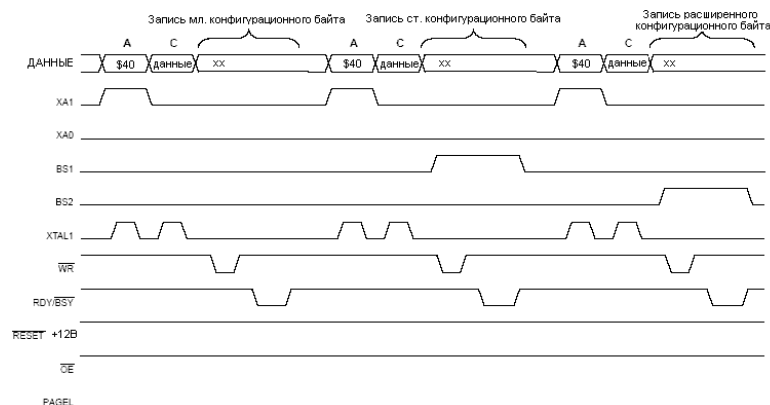 Запись мл. конфигурационного байта
Запись ст. конфигурационного байта
Запись расширенного
конфигурационного байта
A C A C A C
ДАННЫЕ $40 данные XX $40 данные XX $40 данные XX
XA1
XA0
BS1
BS2
XTAL1
WR
RDY/BSY
RESET +12В
OE
PAGEL